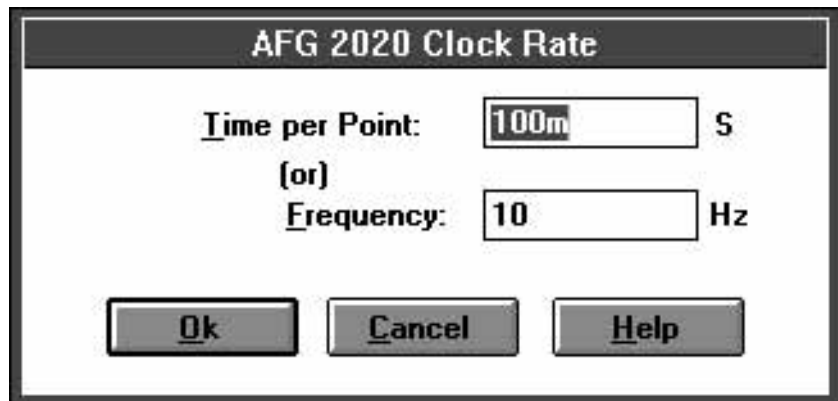 AFG 2020 Clock Rate
Time per Point: 100m S
(or)
Frequency: 10 Hz
Ok Cancel Help